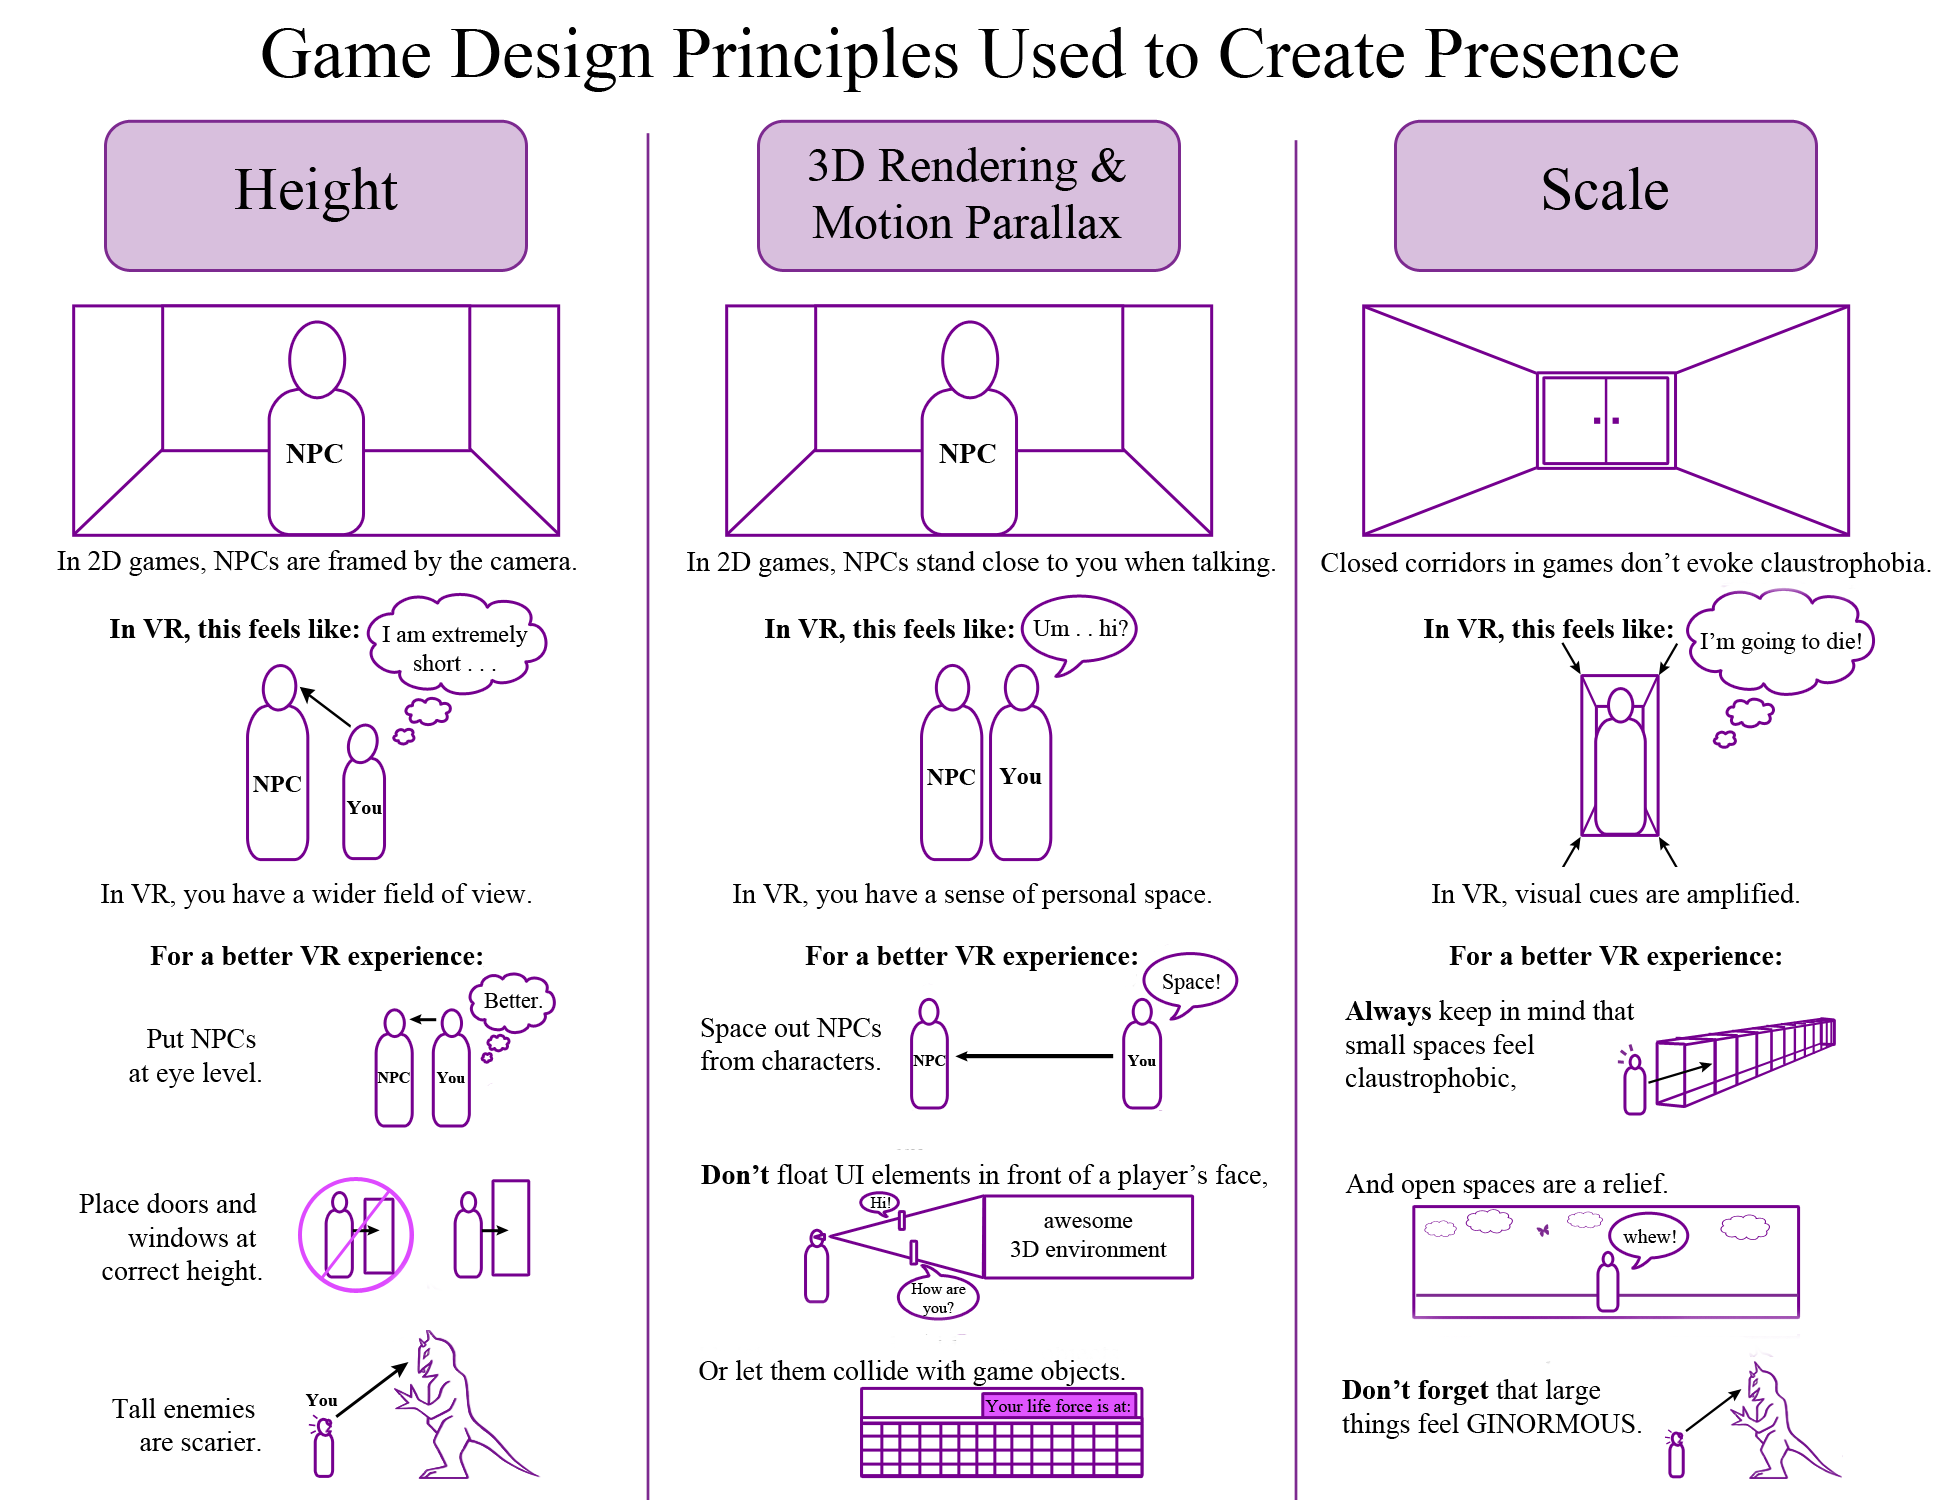 Game Design Principles Used to Create Presence
Height
In 2D games, NPCs are framed by the camera.
NPC
In VR, this feels like:
I am extremely
short . . .
NPC
You
In VR, you have a wider field of view.
For a better VR experience:
Better.
Put NPCs
at eye level.
NPC
You
Place doors and
windows at
correct height.
You
Tall enemies
are scarier.
3D Rendering &
Motion Parallax
NPC
In 2D games, NPCs stand close to you when talking.
In VR, this feels like:
Um . . hi?
NPC
You
In VR, you have a sense of personal space.
For a better VR experience:
Space!
Space out NPCs
from characters.
NPC
You
Don’t float UI elements in front of a player’s face,
Hi!
awesome
3D environment
How are
you?
Or let them collide with game objects.
Your life force is at:
Scale
Closed corridors in games don’t evoke claustrophobia.
In VR, this feels like:
I’m going to die!
In VR, visual cues are amplified.
For a better VR experience:
Always keep in mind that
small spaces feel
claustrophobic,
And open spaces are a relief.
whew!
Don’t forget that large
things feel GINORMOUS.